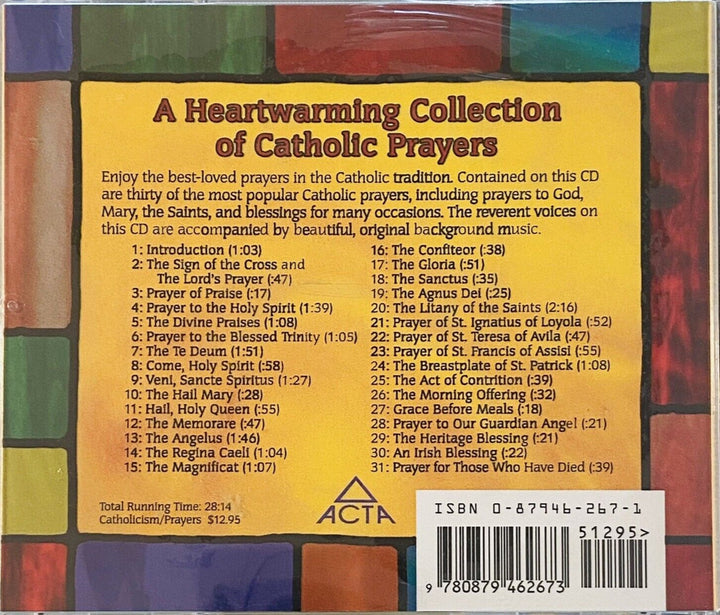 A Heartwarming Collection
of Catholic Prayers
Enjoy the best-loved prayers in the Catholic tradition. Contained on this CD
are thirty of the most popular Catholic prayers, including prayers to God,
Mary, the Saints, and blessings for many occasions. The reverent voices on
this CD are accompanied by beautiful, original background music.
1: Introduction (1:03)
2: The Sign of the Cross and
The Lord's Prayer (:47)
3: Prayer of Praise (:17)
4: Prayer to the Holy Spirit (1:39)
5: The Divine Praises (1:08)
6: Prayer to the Blessed Trinity (1:05)
7: The Te Deum (1:51)
8: Come, Holy Spirit (:58)
9: Veni, Sancte Spiritus (1:27)
10: The Hail Mary (:28)
11: Hail, Holy Queen (:55)
12: The Memorare (:47)
13: The Angelus (1:46)
14: The Regina Caeli (1:04)
15: The Magnificat (1:07)
16: The Confiteor (:38)
17: The Gloria (:51)
18: The Sanctus (:35)
19: The Agnus Dei (:25)
20: The Litany of the Saints (2:16)
21: Prayer of St. Ignatius of Loyola (:52)
22: Prayer of St. Teresa of Avila (:47)
23: Prayer of St. Francis of Assisi (:55)
24: The Breastplate of St. Patrick (1:08)
25: The Act of Contrition (:39)
26: The Morning Offering (:32)
27: Grace Before Meals (:18)
28: Prayer to Our Guardian Angel (:21)
29: The Heritage Blessing (:21)
30: An Irish Blessing (:22)
31: Prayer for Those Who Have Died (:39)
Total Running Time: 28:14
Catholicism/Prayers $12.95
ACTA
ISBN 0-87946-267-1
51295>
9 780879 462673